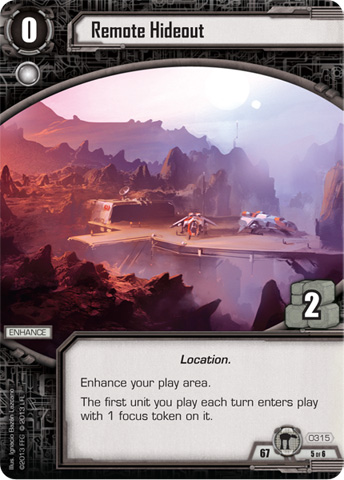 0
Remote Hideout
2
ENHANCE
Location.
Enhance your play area.
The first unit you play each turn enters play
with 1 focus token on it.
Illus. Ignacio Bazán Lazcano
©2013 FFG © 2013 LFL
67
5 OF 6
0315